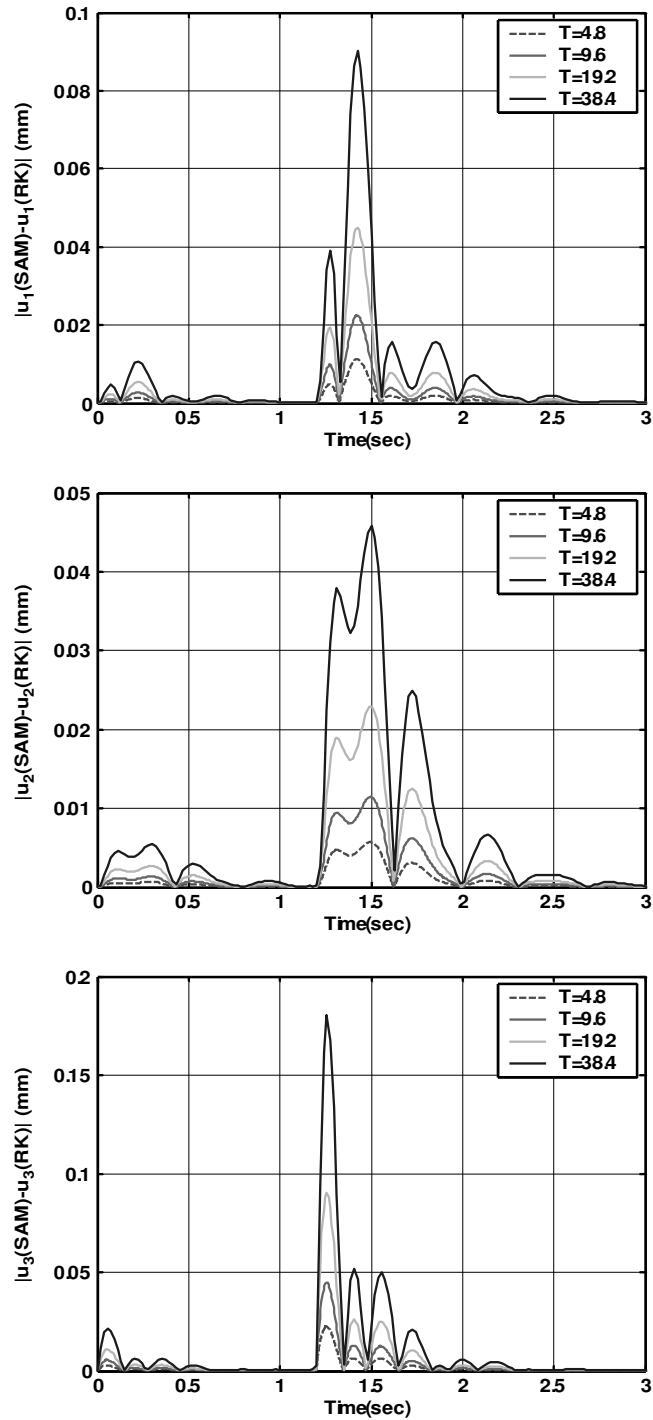 0.1
0.08
0.06
0.04
0.02
0
|u1(SAM)-u1(RK)| (mm)
T=4.8
T=9.6
T=19.2
T=38.4
0 0.5 1 1.5 2 2.5 3
Time(sec)
0.05
0.04
0.03
0.02
0.01
0
|u2(SAM)-u2(RK)| (mm)
T=4.8
T=9.6
T=19.2
T=38.4
0 0.5 1 1.5 2 2.5 3
Time(sec)
0.2
0.15
0.1
0.05
0
|u3(SAM)-u3(RK)| (mm)
T=4.8
T=9.6
T=19.2
T=38.4
0 0.5 1 1.5 2 2.5 3
Time(sec)